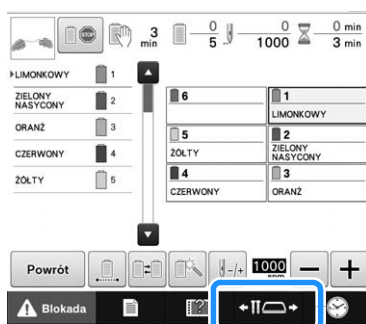 3 min 0 5 0 1000 0 min 3 min
LIMONKOWY 1
ZIELONY NASYCONY 2
ORANŻ 3
CZERWONY 4
ŻÓŁTY 5
6 1 LIMONKOWY
5 ŻÓŁTY 2 ZIELONY NASYCONY
4 CZERWONY 3 ORANŻ
Powrót -/+ 1000 spm − +
Blokada